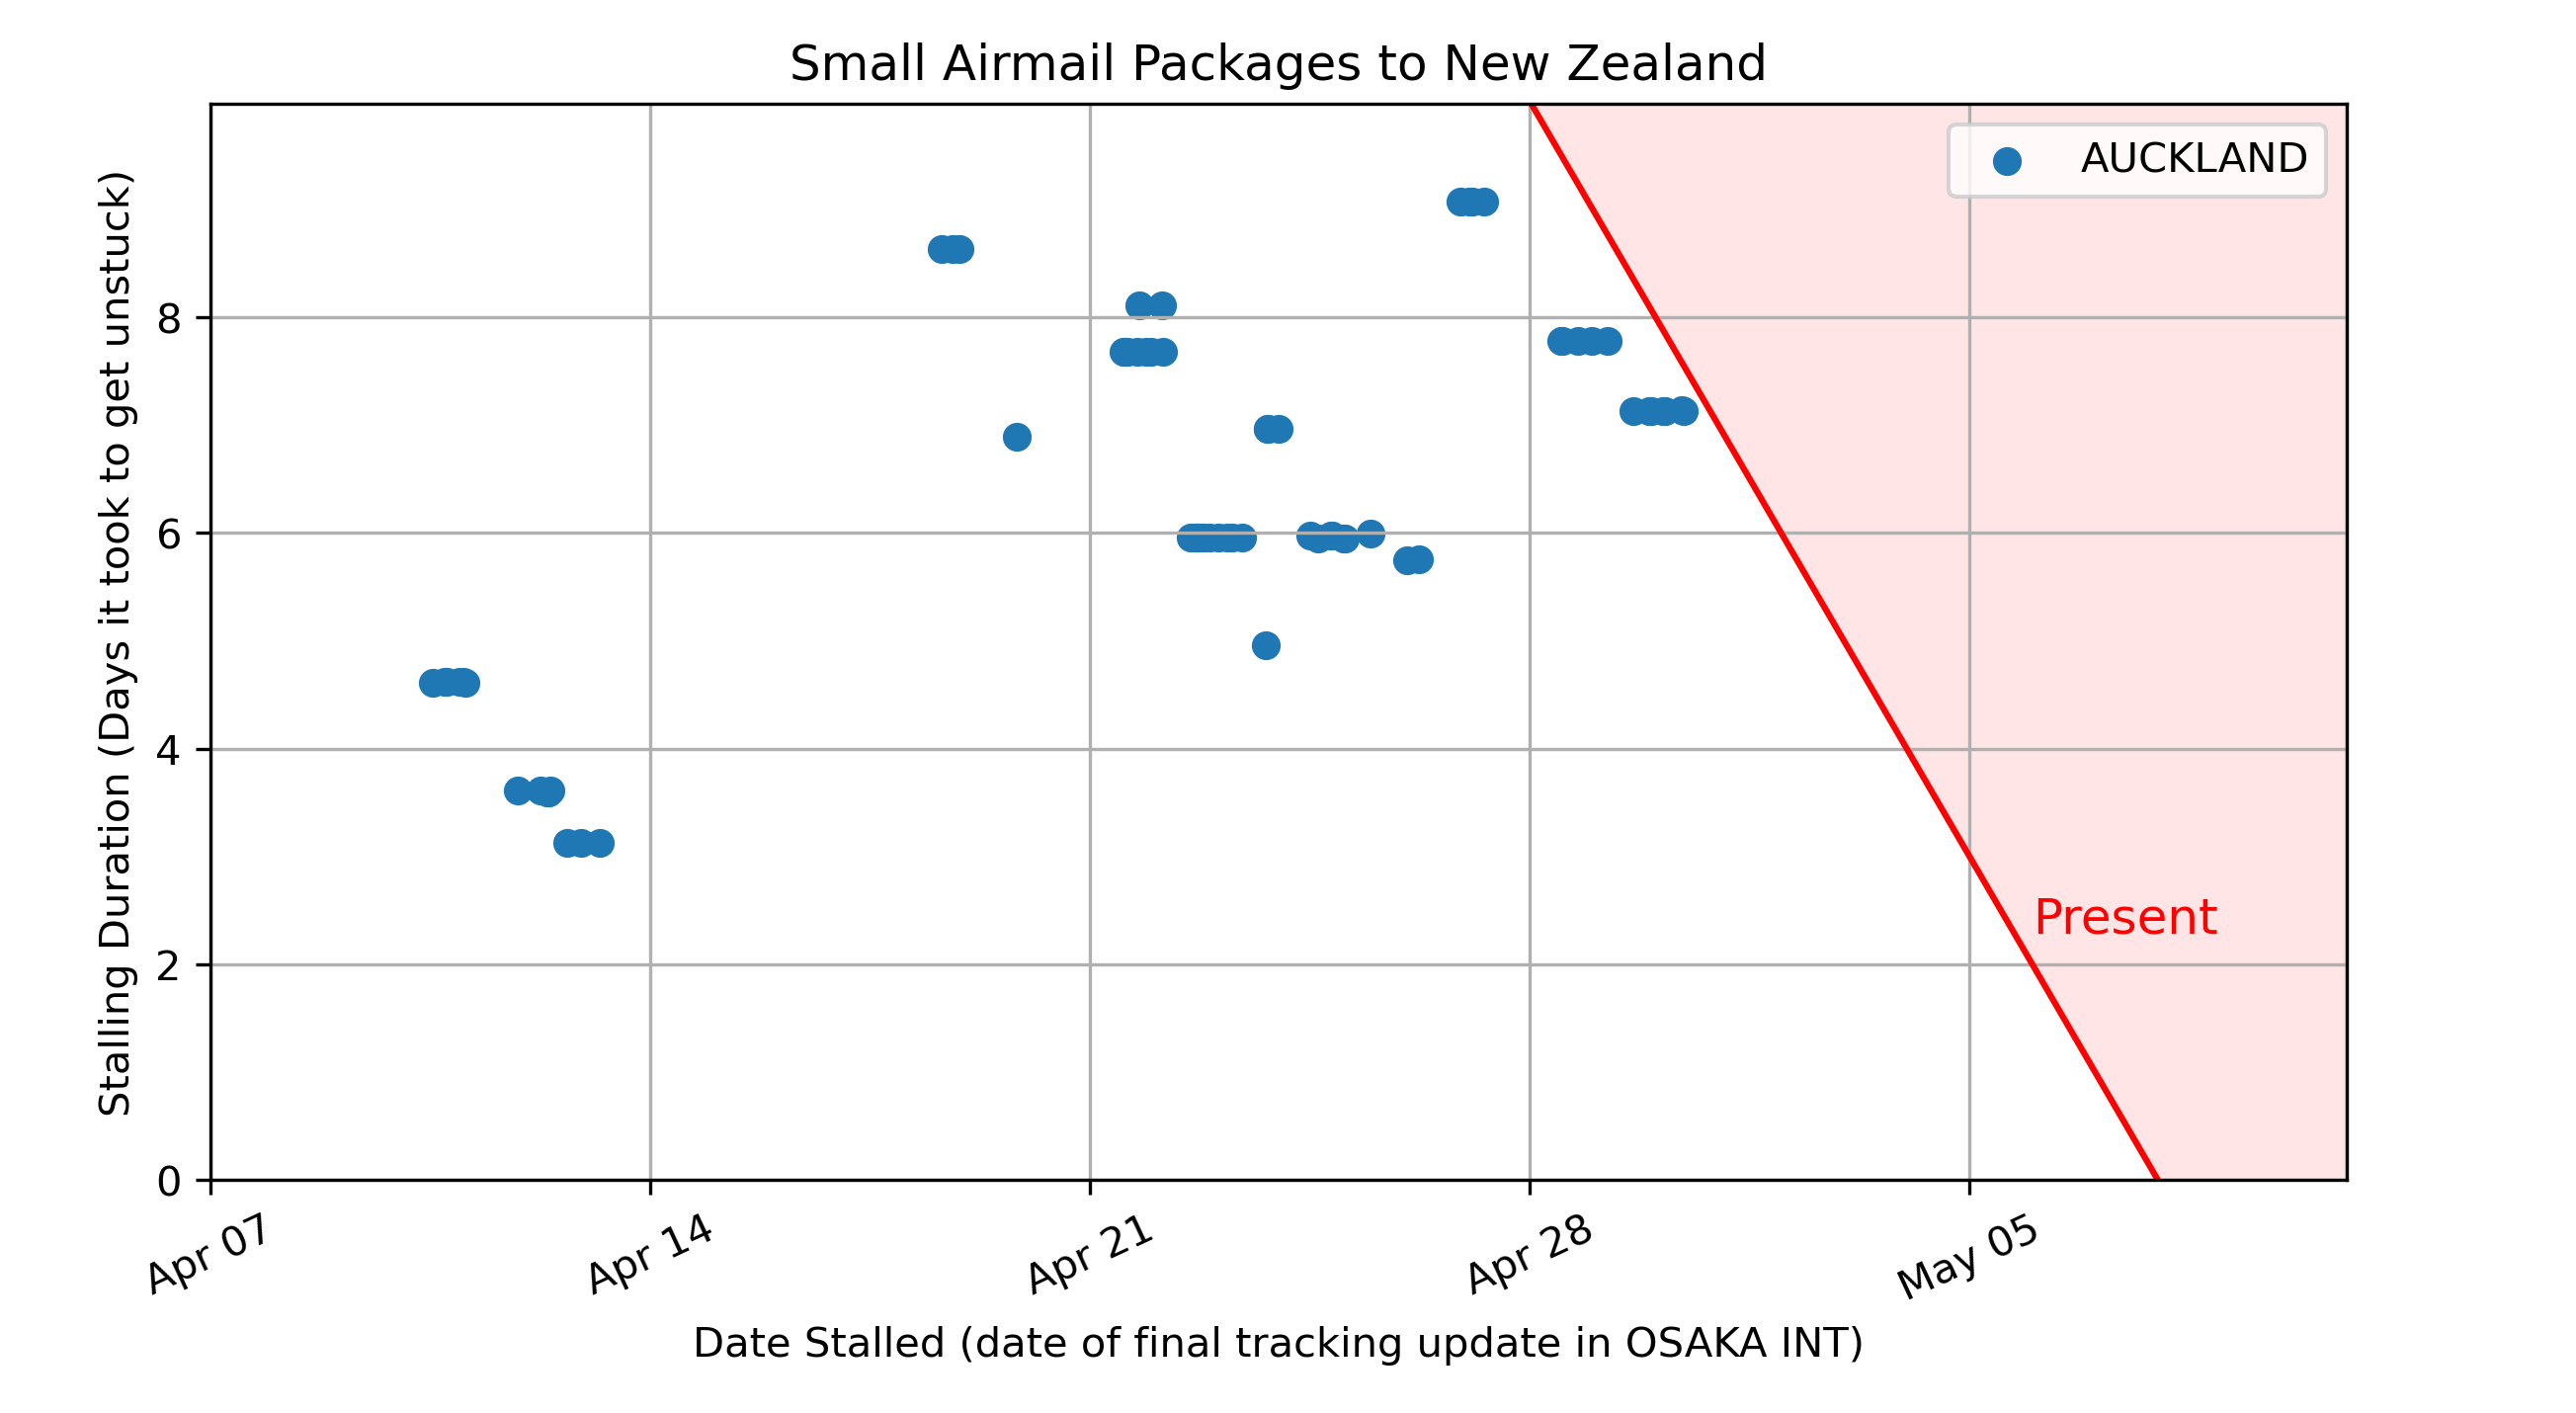 Small Airmail Packages to New Zealand
AUCKLAND
Stalling Duration (Days it took to get unstuck)
8
6
4
2
0
Present
Apr 07
Apr 14
Apr 21
Apr 28
May 05
Date Stalled (date of final tracking update in OSAKA INT)